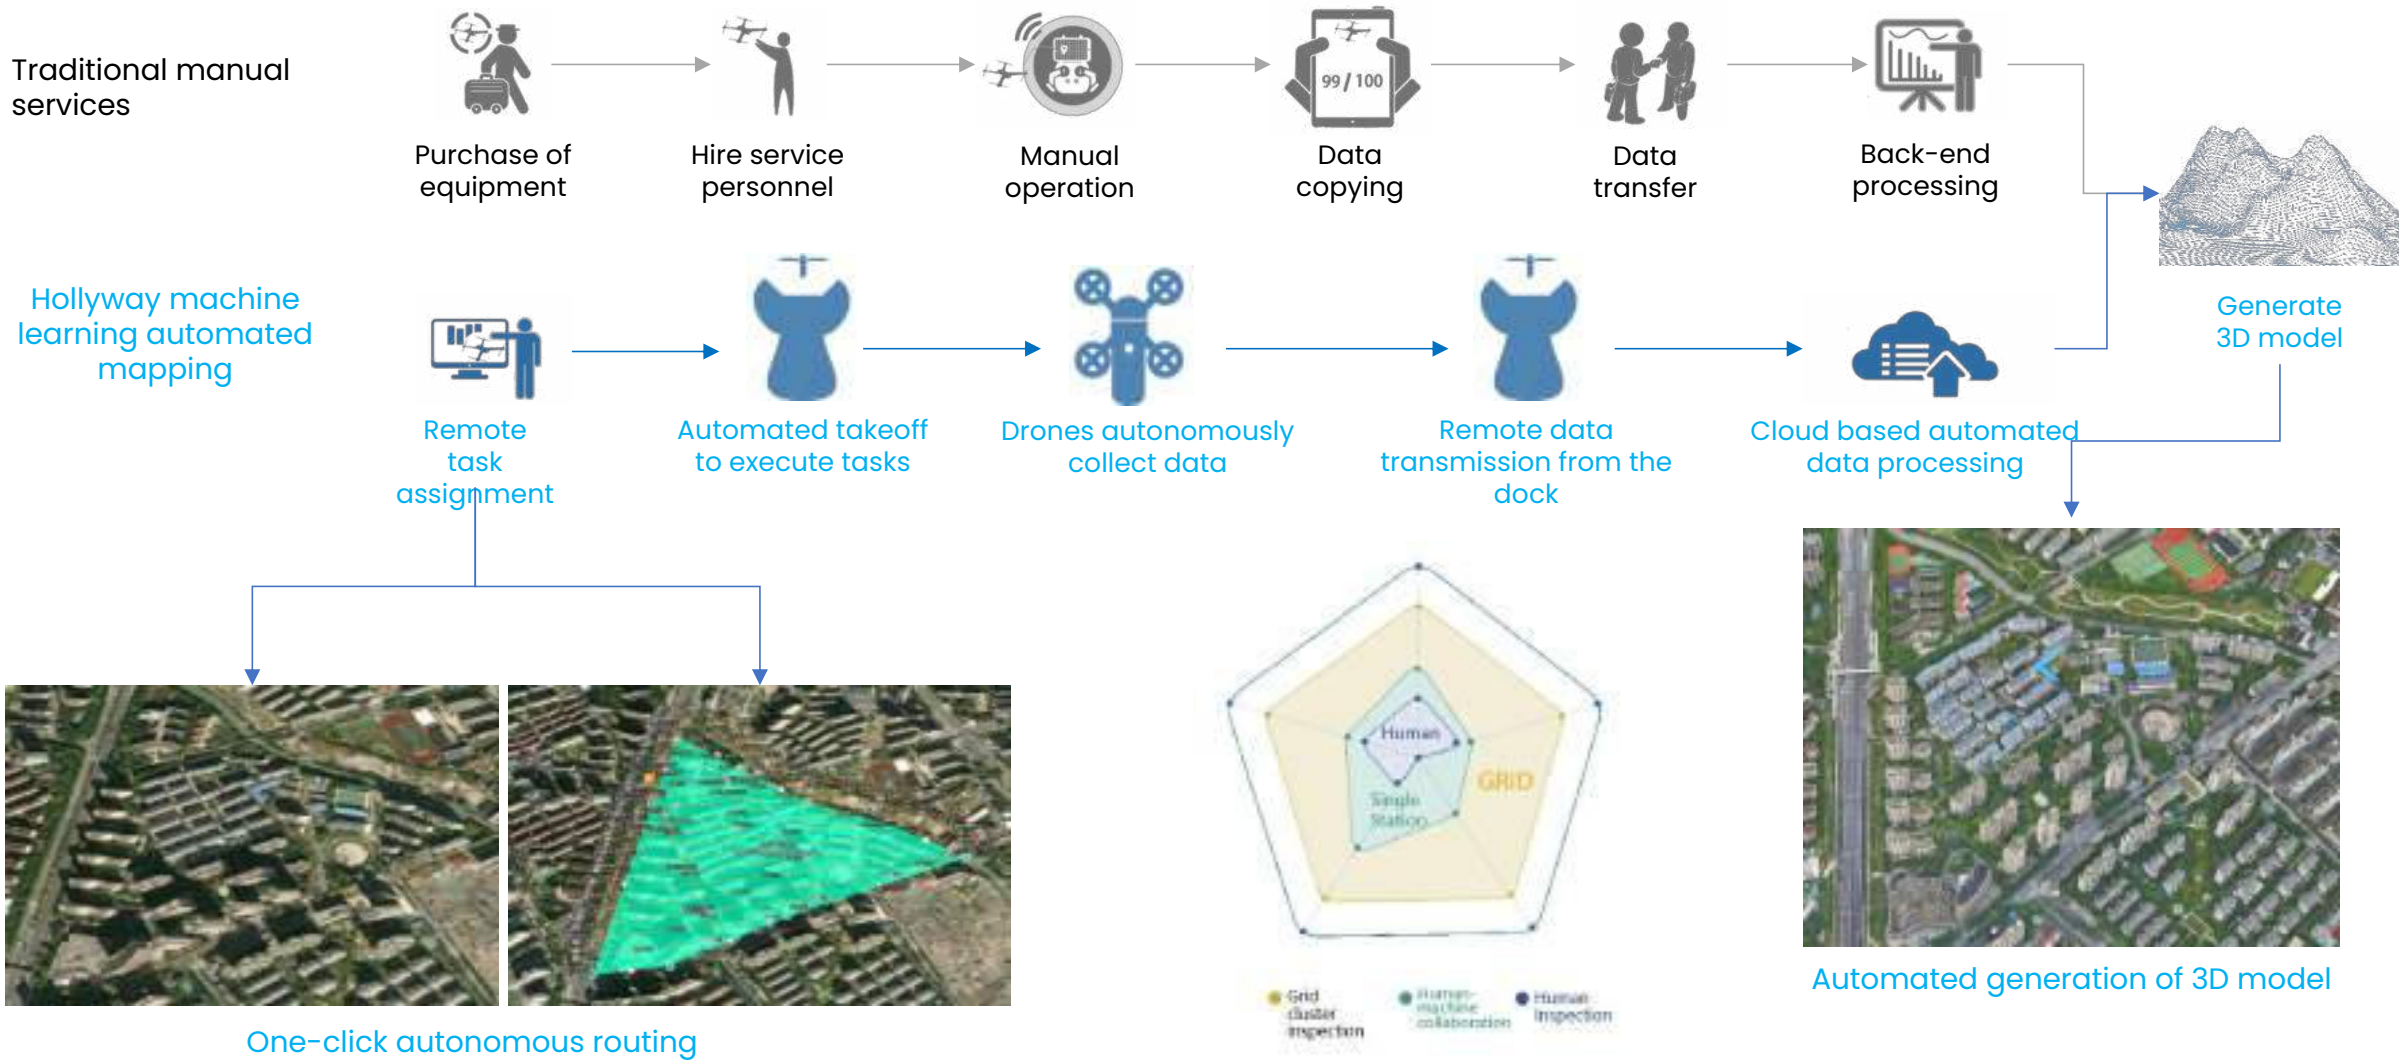 Traditional manual
services
99 / 100
Purchase of
equipment
Hire service
personnel
Manual
operation
Data
copying
Data
transfer
Back-end
processing
Hollyway machine
learning automated
mapping
Generate
3D model
Remote
task
assignment
Automated takeoff
to execute tasks
Drones autonomously
collect data
Remote data
transmission from the
dock
Cloud based automated
data processing
Human
GRID
Single
Station
Grid
cluster
inspection
Human-
machine
collaboration
Human
Inspection
Automated generation of 3D model
One-click autonomous routing